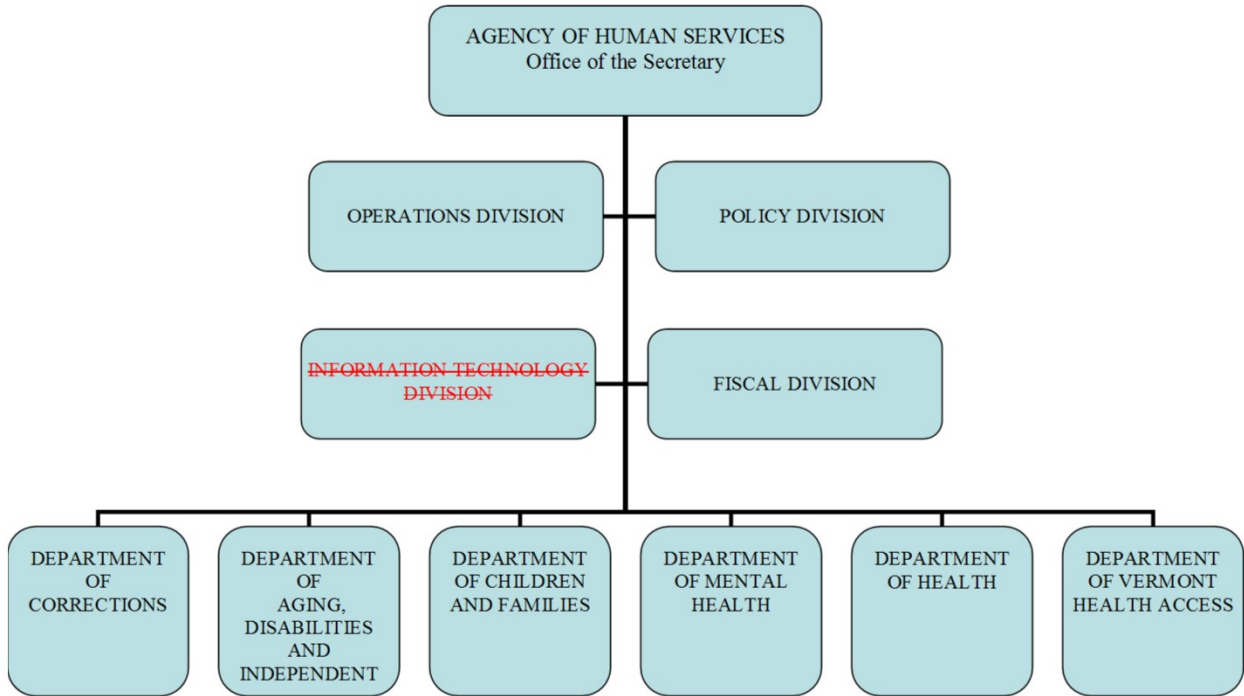 AGENCY OF HUMAN SERVICES
Office of the Secretary
OPERATIONS DIVISION
POLICY DIVISION
INFORMATION TECHNOLOGY
DIVISION
FISCAL DIVISION
DEPARTMENT
OF
CORRECTIONS
DEPARTMENT
OF
AGING,
DISABILITIES
AND
INDEPENDENT
DEPARTMENT
OF CHILDREN
AND FAMILIES
DEPARTMENT
OF MENTAL
HEALTH
DEPARTMENT
OF HEALTH
DEPARTMENT
OF VERMONT
HEALTH ACCESS